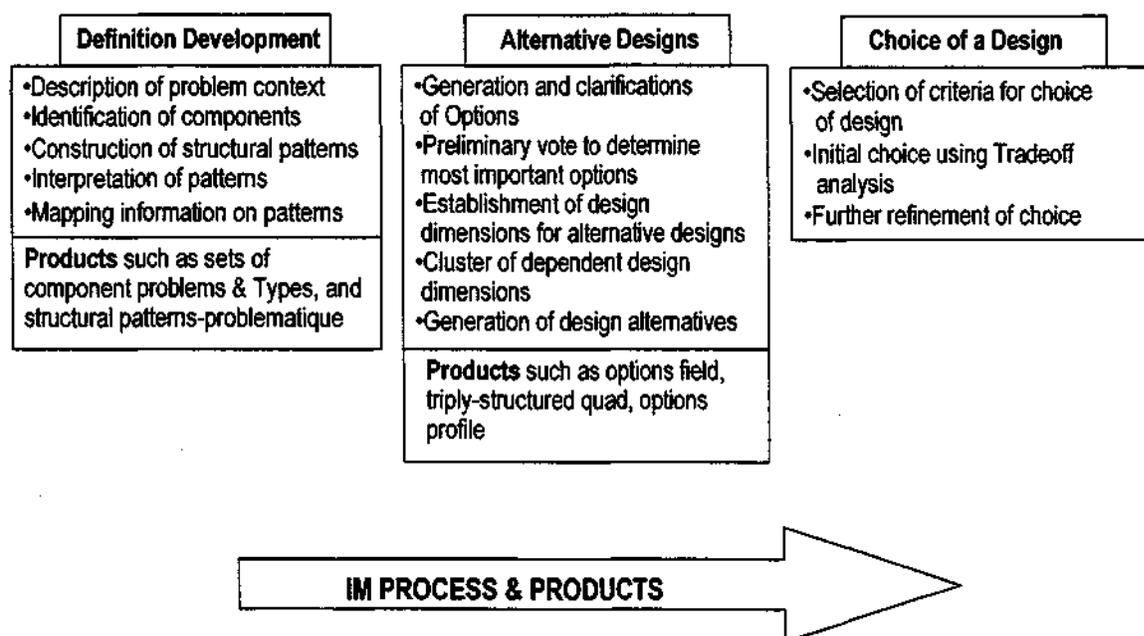 Definition Development
•Description of problem context
•Identification of components
•Construction of structural patterns
•Interpretation of patterns
•Mapping information on patterns
Products such as sets of
component problems & Types, and
structural patterns-problematique
Alternative Designs
•Generation and clarifications
of Options
•Preliminary vote to determine
most important options
•Establishment of design
dimensions for alternative designs
•Cluster of dependent design
dimensions
•Generation of design alternatives
Products such as options field,
triply-structured quad, options
profile
Choice of a Design
•Selection of criteria for choice
of design
•Initial choice using Tradeoff
analysis
•Further refinement of choice
IM PROCESS & PRODUCTS